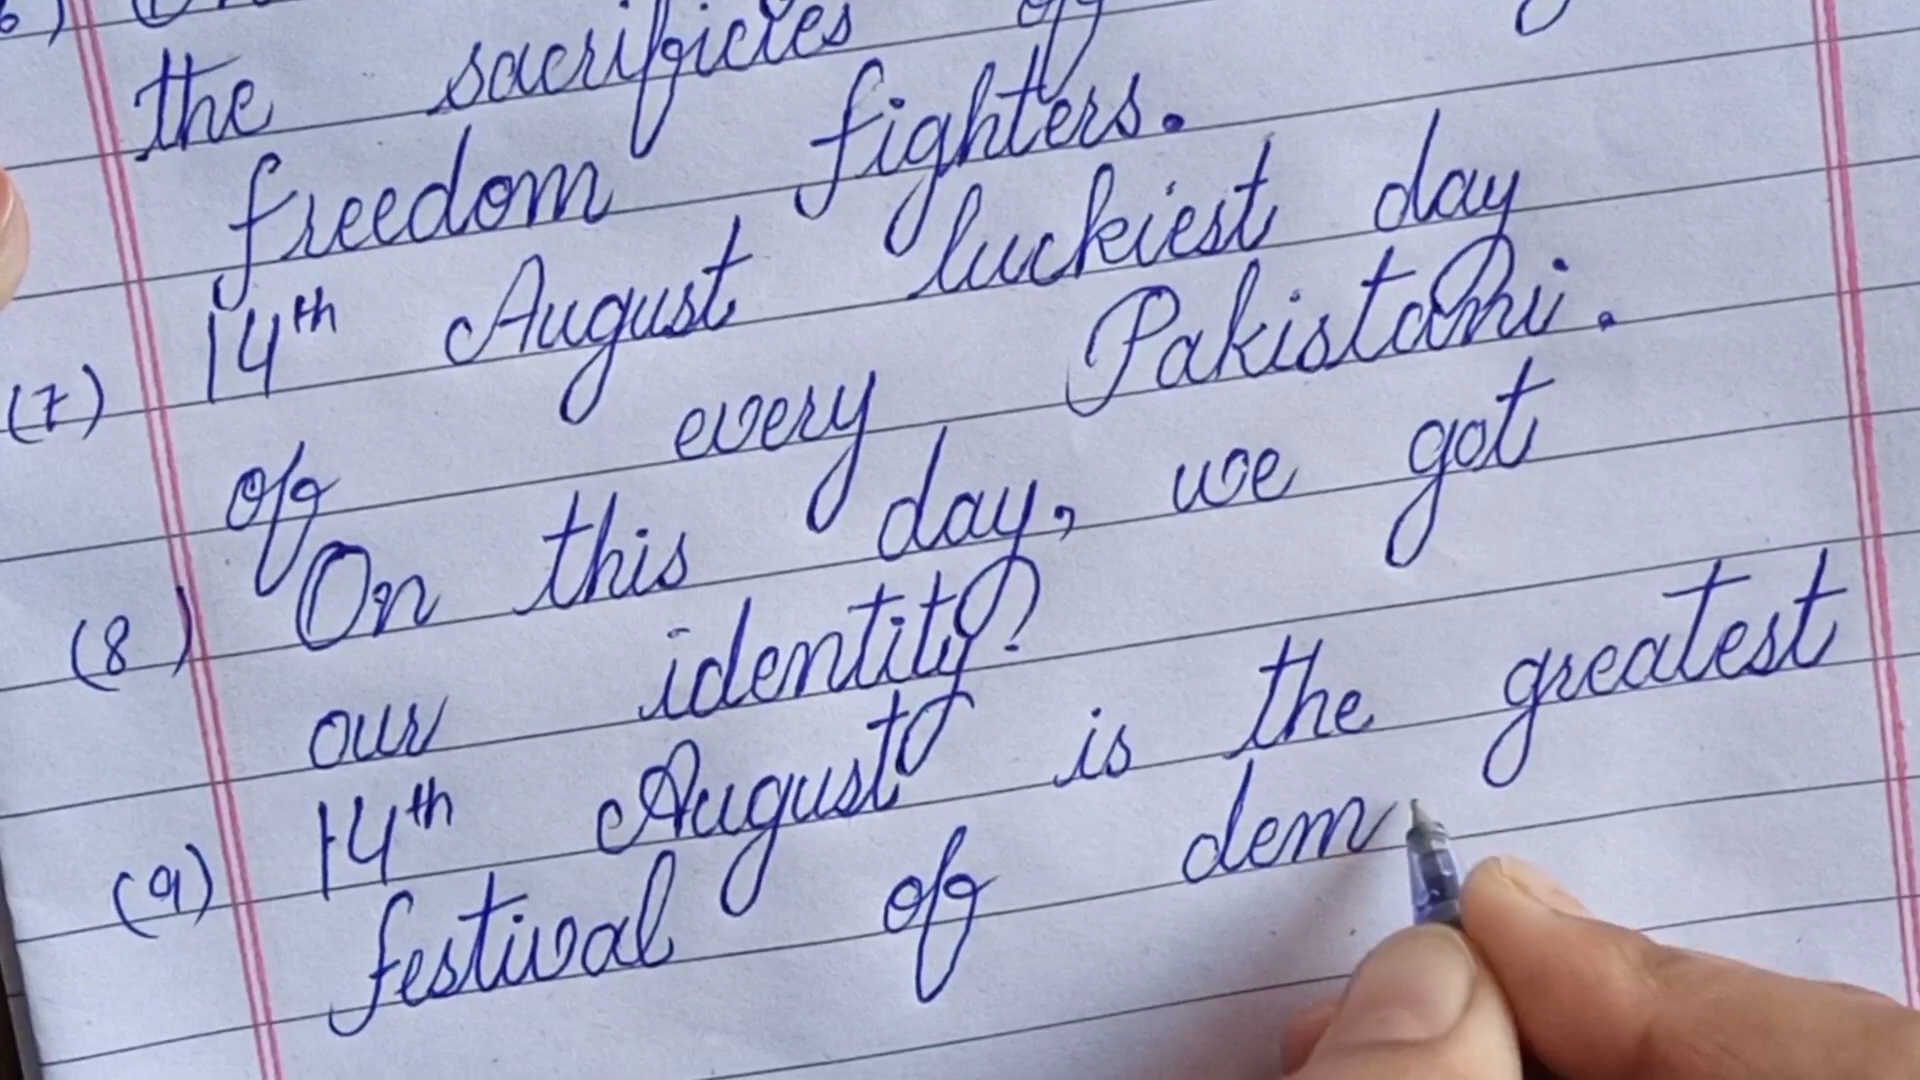 the sacrificies of
freedom fighters.
(7) 14th August luckiest day
of every Pakistani.
(8) On this day, we got
our identity.
(9) 14th August is the greatest
festival of dem